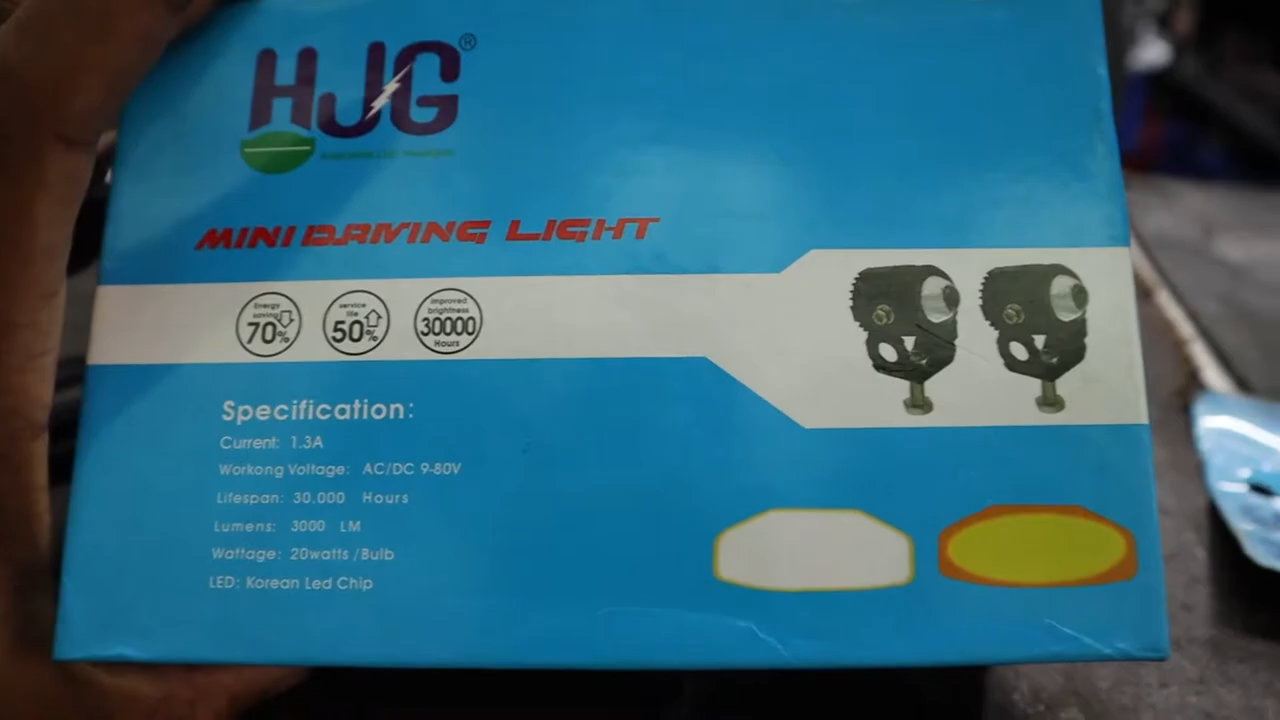 HJG®
MINI DRIVING LIGHT
Energy
saving
70%
service
life
50%
improved
brightness
30000
Hours
Specification:
Current: 1.3A
Workong Voltage: AC/DC 9-80V
Lifespan: 30.000 Hours
Lumens: 3000 LM
Wattage: 20watts /Bulb
LED: Korean Led Chip